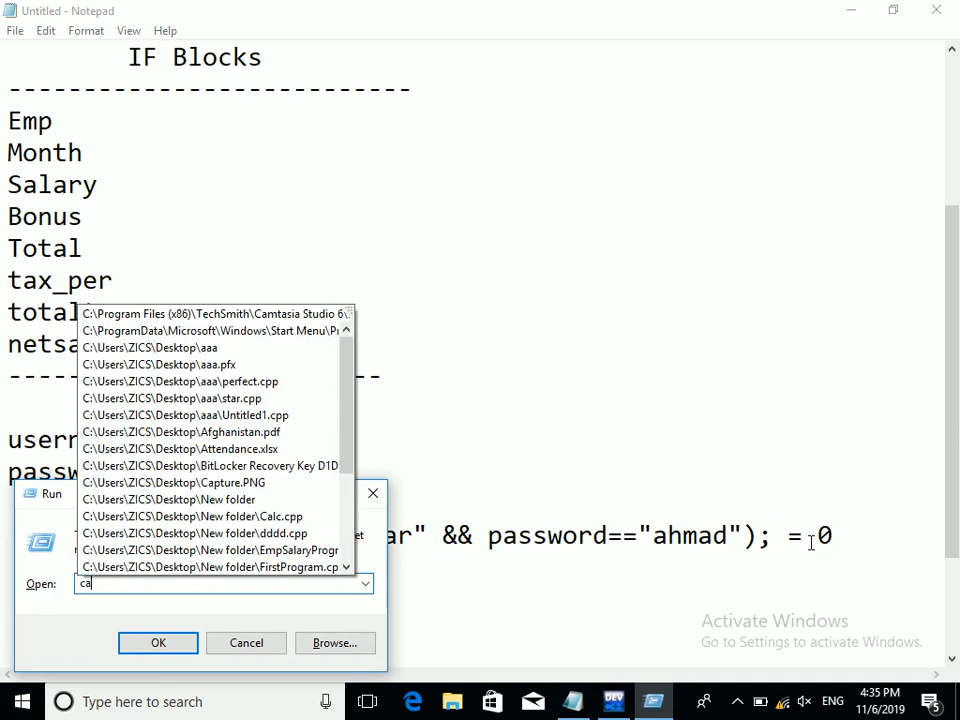 Untitled - Notepad
File Edit Format View Help
IF Blocks
---------------------------
Emp
Month
Salary
Bonus
Total
tax_per
total
netsa
usern
passw
ar" && password=="ahmad"); = 0
C:\Program Files (x86)\TechSmith\Camtasia Studio 6\
C:\ProgramData\Microsoft\Windows\Start Menu\Pr
C:\Users\ZICS\Desktop\aaa
C:\Users\ZICS\Desktop\aaa.pfx
C:\Users\ZICS\Desktop\aaa\perfect.cpp
C:\Users\ZICS\Desktop\aaa\star.cpp
C:\Users\ZICS\Desktop\aaa\Untitled1.cpp
C:\Users\ZICS\Desktop\Afghanistan.pdf
C:\Users\ZICS\Desktop\Attendance.xlsx
C:\Users\ZICS\Desktop\BitLocker Recovery Key D1D
C:\Users\ZICS\Desktop\Capture.PNG
C:\Users\ZICS\Desktop\New folder
C:\Users\ZICS\Desktop\New folder\Calc.cpp
C:\Users\ZICS\Desktop\New folder\dddd.cpp
C:\Users\ZICS\Desktop\New folder\EmpSalaryProgr
C:\Users\ZICS\Desktop\New folder\FirstProgram.cp
Run
et
Open: ca
OK Cancel Browse...
Activate Windows
Go to Settings to activate Windows.
Type here to search
DEV
ENG
4:35 PM
11/6/2019
5